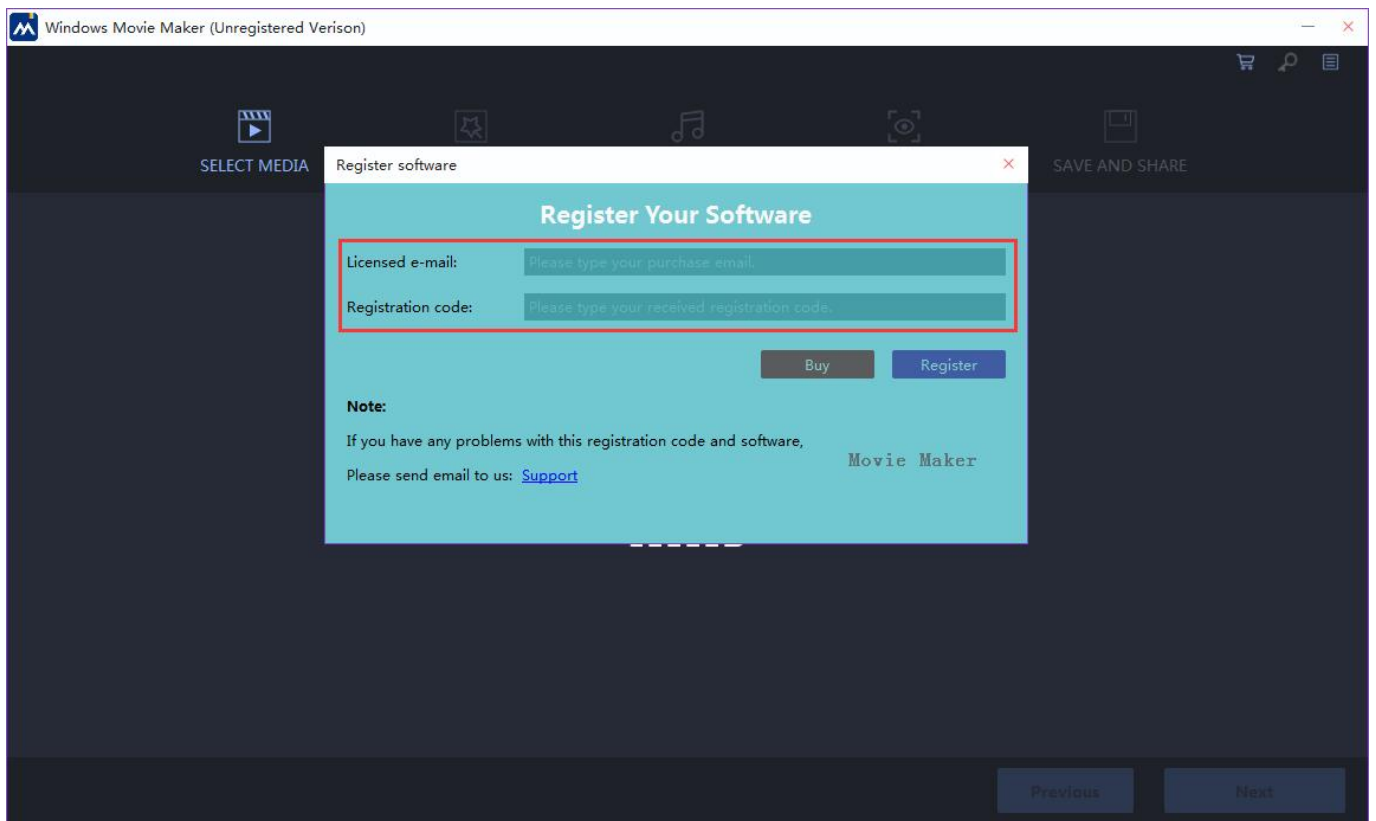 Windows Movie Maker (Unregistered Verison)
SELECT MEDIA
SAVE AND SHARE
Register software
Register Your Software
Licensed e-mail:
Please type your purchase email.
Registration code:
Please type your received registration code.
Buy
Register
Note:
If you have any problems with this registration code and software,
Please send email to us: Support
Movie Maker
Previous
Next